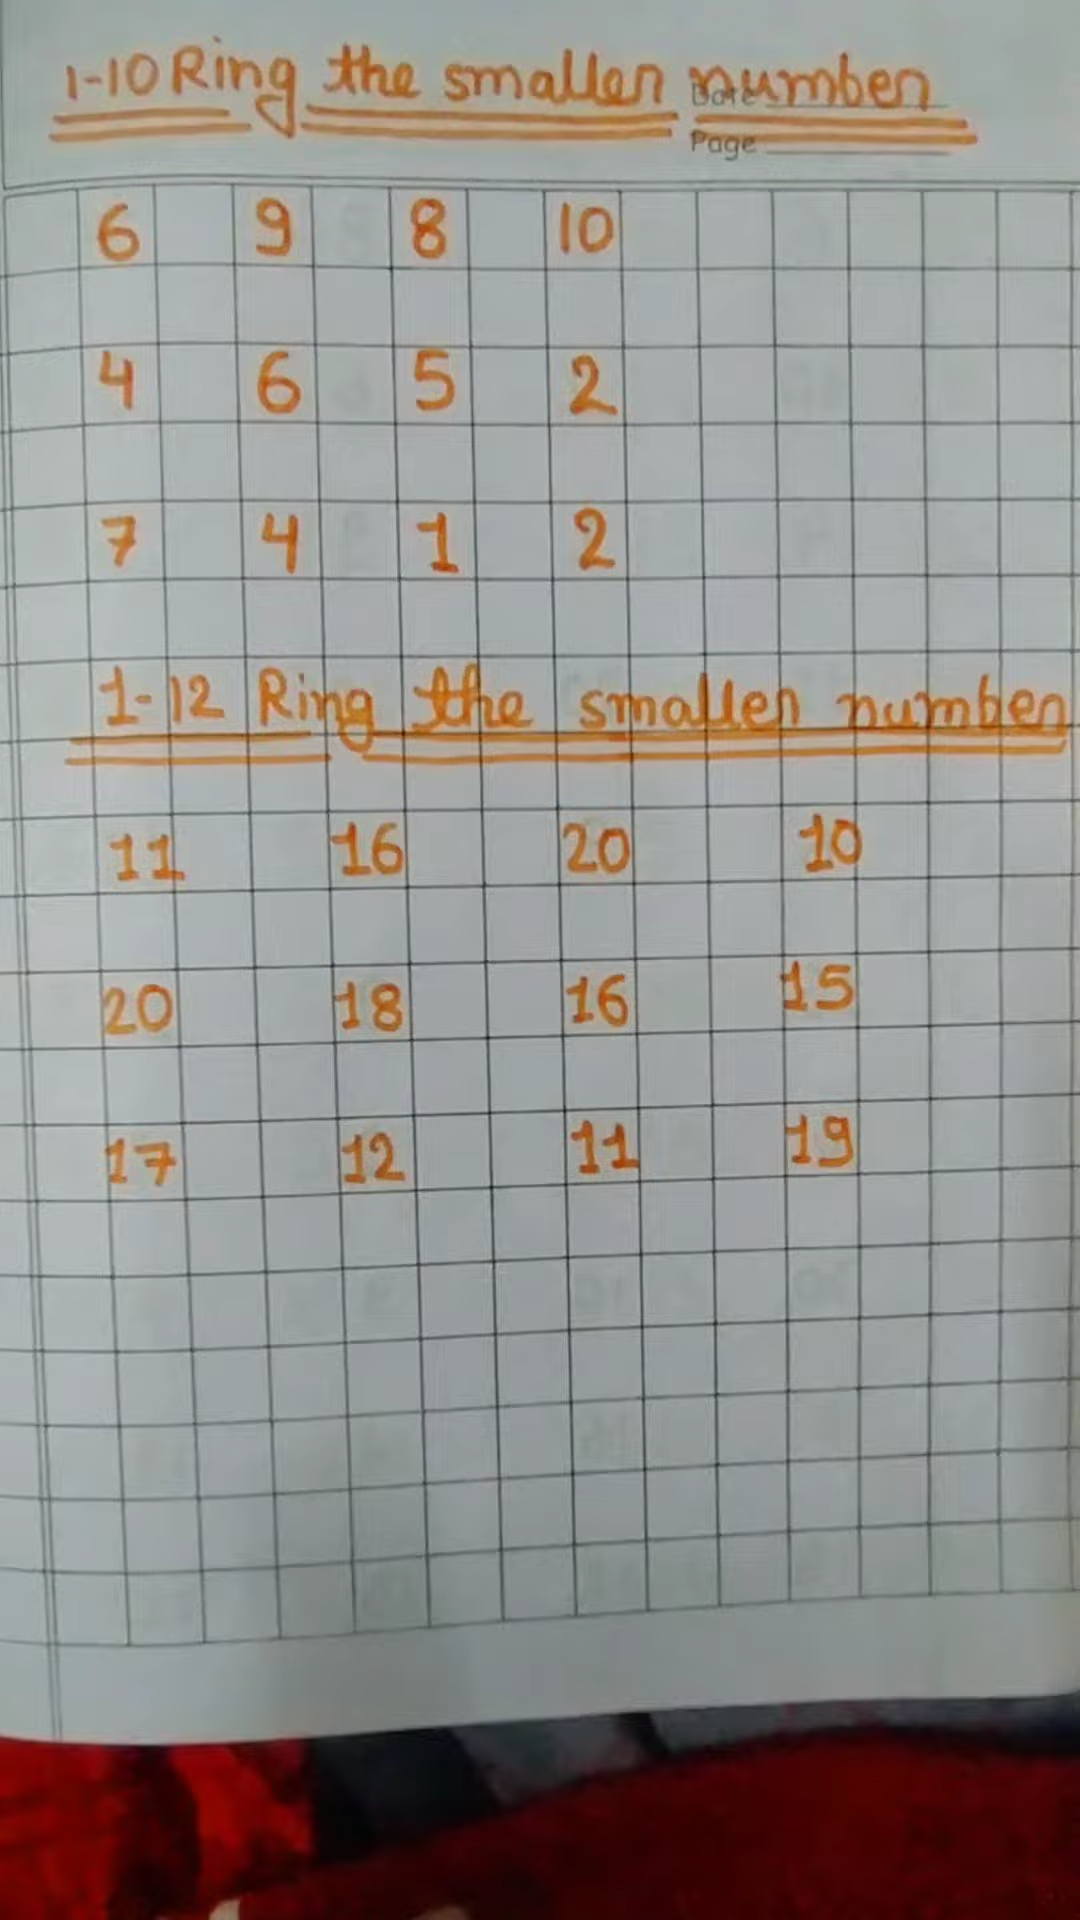 1-10 Ring the smaller number
Date
Page
6 9 8 10
4 6 5 2
7 4 1 2
1-12 Ring the smaller number
11 16 20 10
20 18 16 15
17 12 11 19